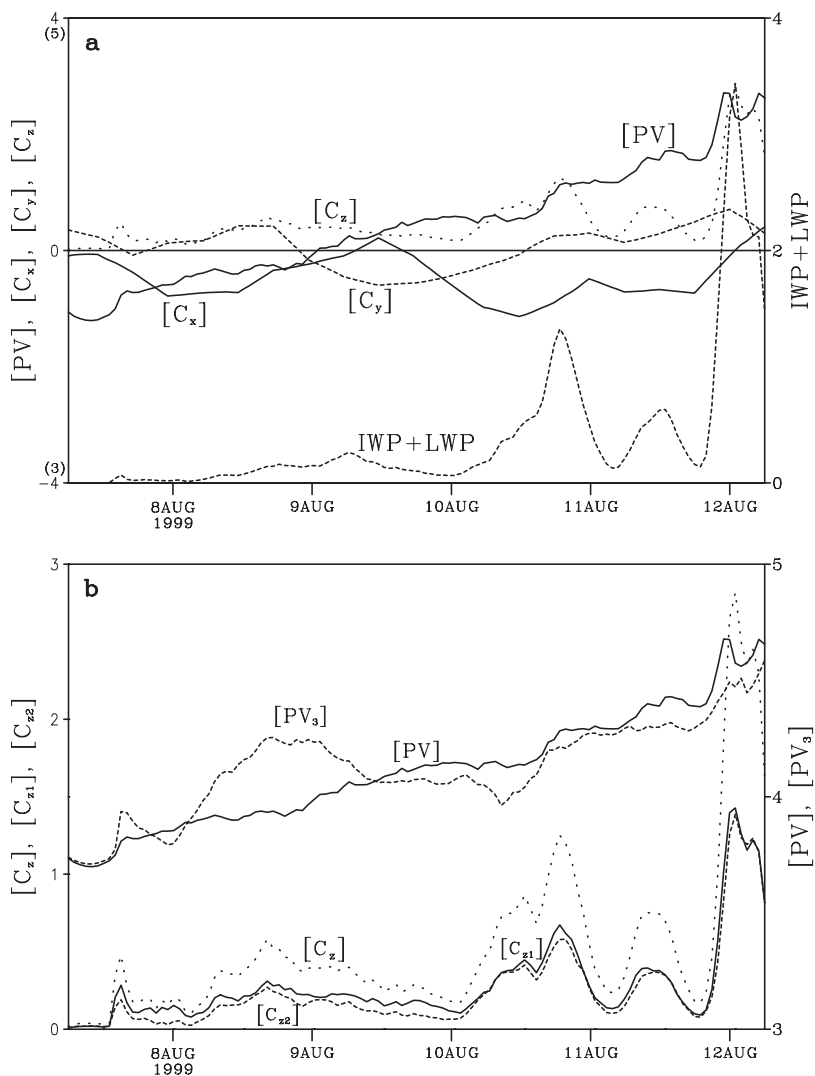 4
(5)
a
4
[PV]
[C_z]
0
2
[C_y]
[C_x]
IWP+LWP
(3)
-4
0
8AUG
1999
9AUG
10AUG
11AUG
12AUG
[PV], [C_x], [C_y], [C_z]
IWP+LWP
3
b
5
[PV_3]
[PV]
2
4
1
[C_z]
[C_z1]
[C_z2]
0
3
8AUG
1999
9AUG
10AUG
11AUG
12AUG
[C_z], [C_z1], [C_z2]
[PV], [PV_3]